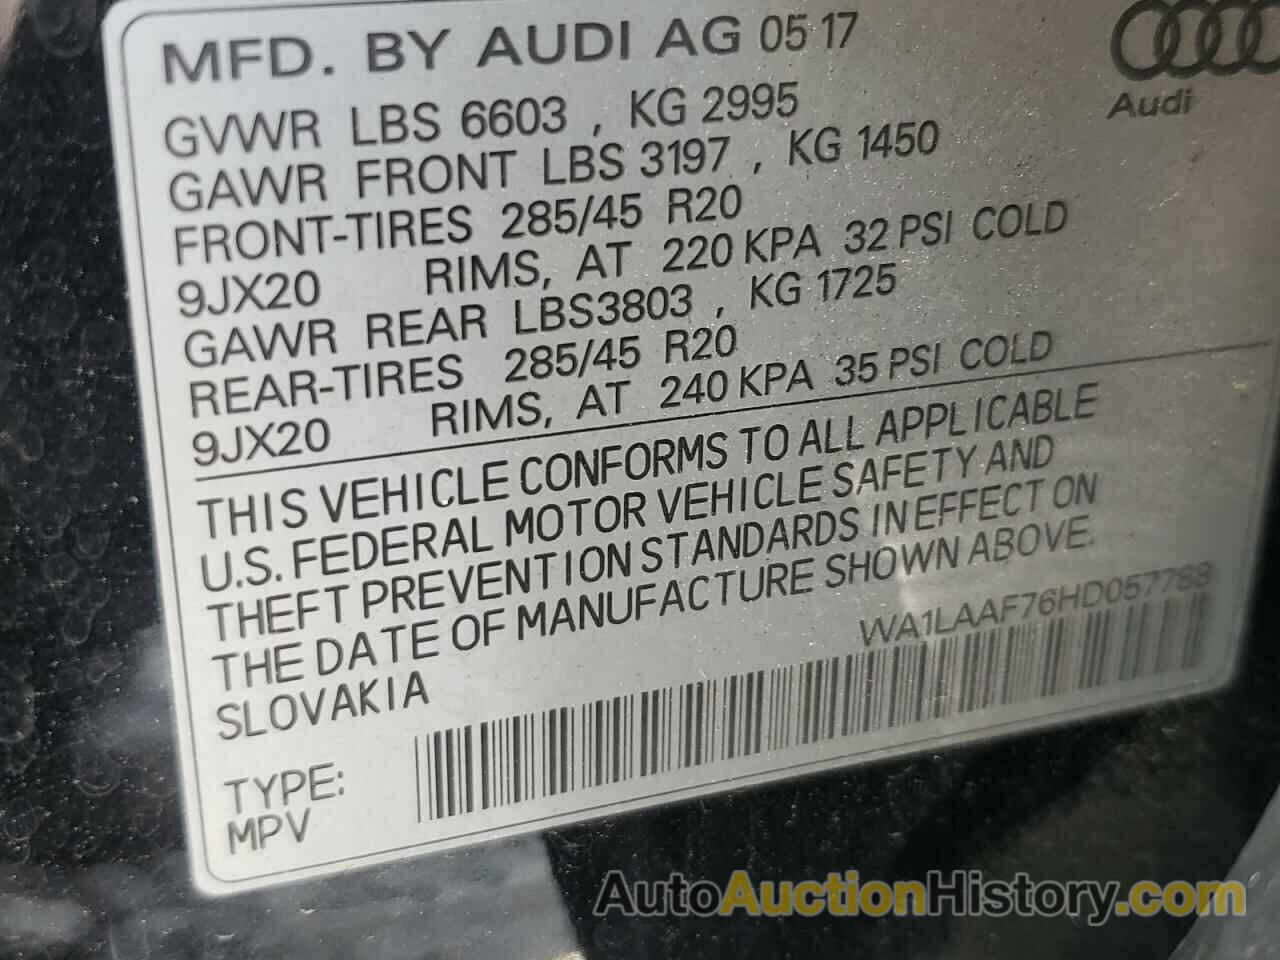 MFD. BY AUDI AG 05 17
Audi
GVWR LBS 6603 , KG 2995
GAWR FRONT LBS 3197 , KG 1450
FRONT-TIRES 285/45 R20
9JX20 RIMS, AT 220 KPA 32 PSI COLD
GAWR REAR LBS3803 , KG 1725
REAR-TIRES 285/45 R20
9JX20 RIMS, AT 240 KPA 35 PSI COLD
THIS VEHICLE CONFORMS TO ALL APPLICABLE
U.S. FEDERAL MOTOR VEHICLE SAFETY AND
THEFT PREVENTION STANDARDS IN EFFECT ON
THE DATE OF MANUFACTURE SHOWN ABOVE.
SLOVAKIA
WA1LAAF76HD057788
TYPE:
MPV
AutoAuctionHistory.com